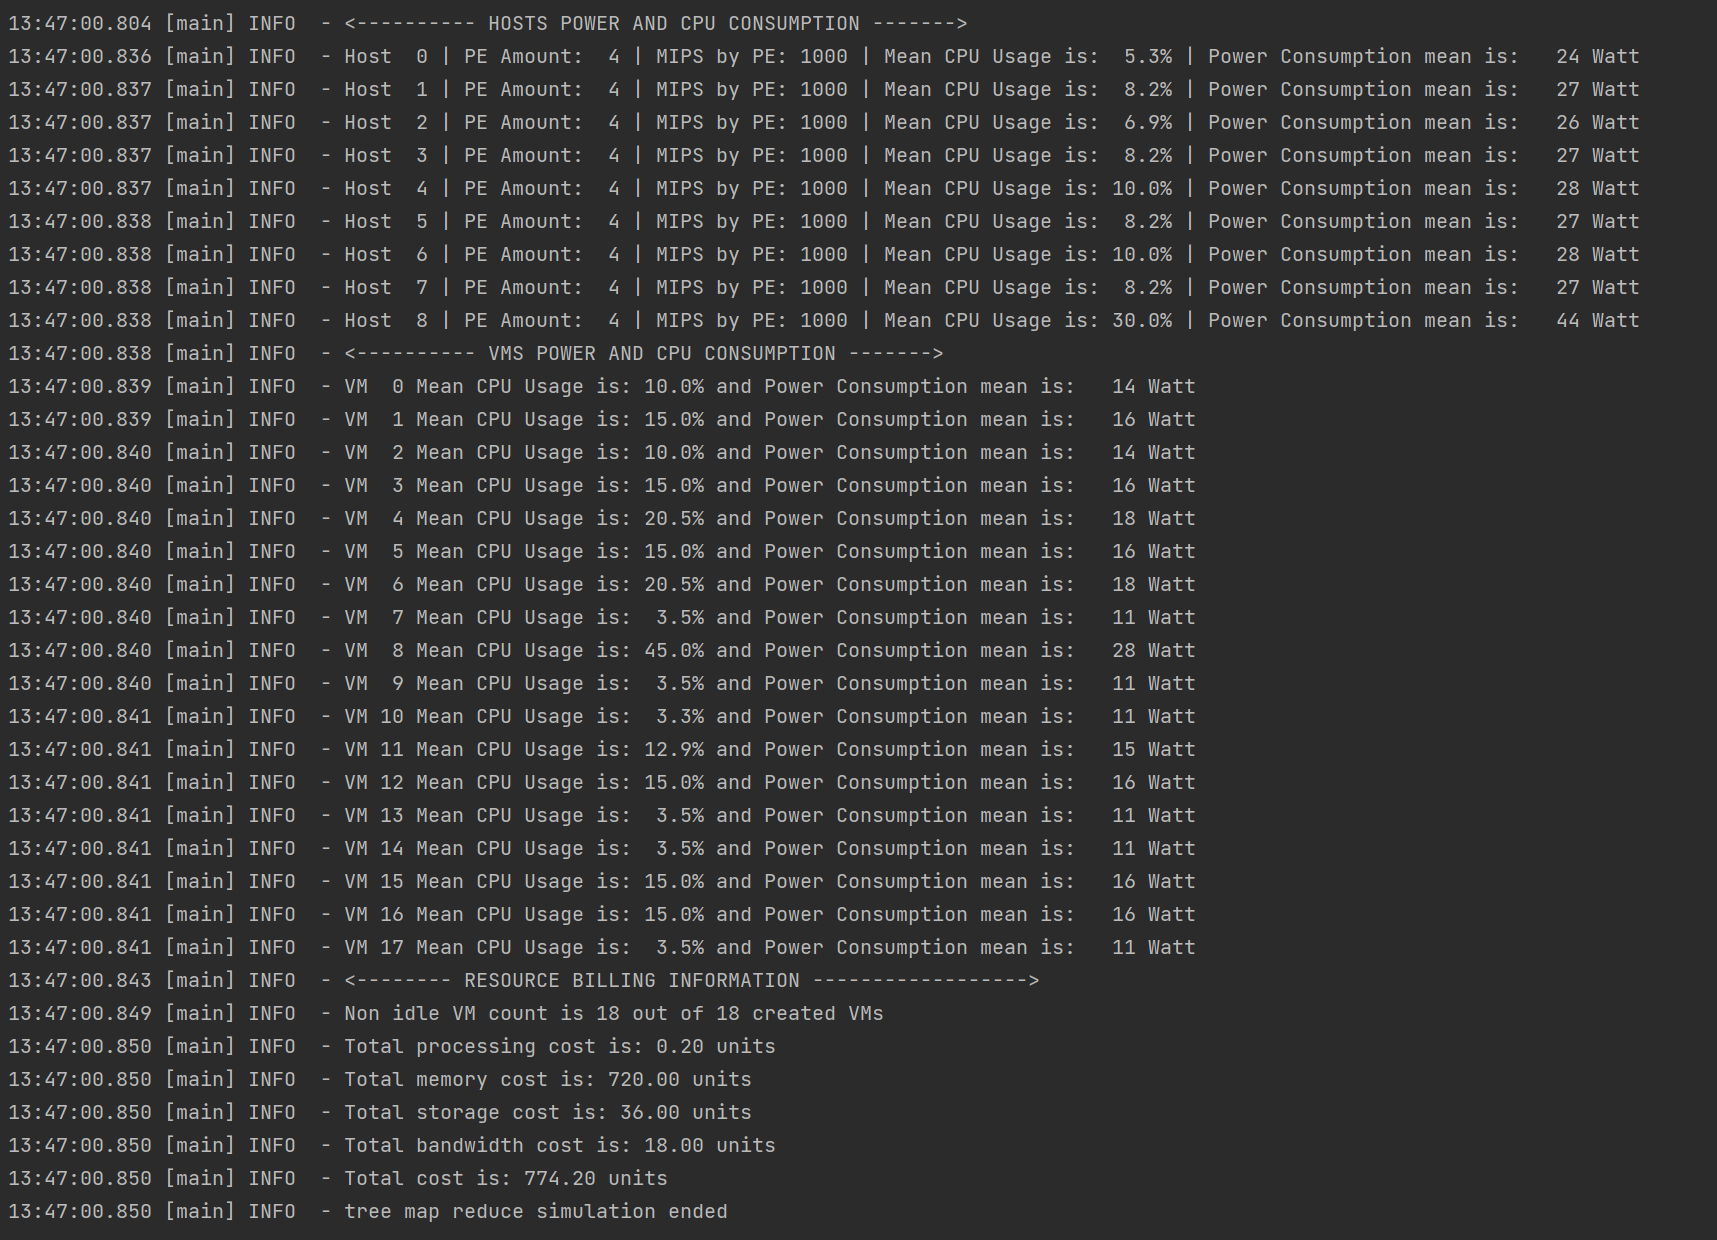 13:47:00.804 [main] INFO  - <---------- HOSTS POWER AND CPU CONSUMPTION ------->
13:47:00.836 [main] INFO  - Host  0 | PE Amount:  4 | MIPS by PE: 1000 | Mean CPU Usage is:  5.3% | Power Consumption mean is:   24 Watt
13:47:00.837 [main] INFO  - Host  1 | PE Amount:  4 | MIPS by PE: 1000 | Mean CPU Usage is:  8.2% | Power Consumption mean is:   27 Watt
13:47:00.837 [main] INFO  - Host  2 | PE Amount:  4 | MIPS by PE: 1000 | Mean CPU Usage is:  6.9% | Power Consumption mean is:   26 Watt
13:47:00.837 [main] INFO  - Host  3 | PE Amount:  4 | MIPS by PE: 1000 | Mean CPU Usage is:  8.2% | Power Consumption mean is:   27 Watt
13:47:00.837 [main] INFO  - Host  4 | PE Amount:  4 | MIPS by PE: 1000 | Mean CPU Usage is: 10.0% | Power Consumption mean is:   28 Watt
13:47:00.838 [main] INFO  - Host  5 | PE Amount:  4 | MIPS by PE: 1000 | Mean CPU Usage is:  8.2% | Power Consumption mean is:   27 Watt
13:47:00.838 [main] INFO  - Host  6 | PE Amount:  4 | MIPS by PE: 1000 | Mean CPU Usage is: 10.0% | Power Consumption mean is:   28 Watt
13:47:00.838 [main] INFO  - Host  7 | PE Amount:  4 | MIPS by PE: 1000 | Mean CPU Usage is:  8.2% | Power Consumption mean is:   27 Watt
13:47:00.838 [main] INFO  - Host  8 | PE Amount:  4 | MIPS by PE: 1000 | Mean CPU Usage is: 30.0% | Power Consumption mean is:   44 Watt
13:47:00.838 [main] INFO  - <---------- VMS POWER AND CPU CONSUMPTION ------->
13:47:00.839 [main] INFO  - VM  0 Mean CPU Usage is: 10.0% and Power Consumption mean is:   14 Watt
13:47:00.839 [main] INFO  - VM  1 Mean CPU Usage is: 15.0% and Power Consumption mean is:   16 Watt
13:47:00.840 [main] INFO  - VM  2 Mean CPU Usage is: 10.0% and Power Consumption mean is:   14 Watt
13:47:00.840 [main] INFO  - VM  3 Mean CPU Usage is: 15.0% and Power Consumption mean is:   16 Watt
13:47:00.840 [main] INFO  - VM  4 Mean CPU Usage is: 20.5% and Power Consumption mean is:   18 Watt
13:47:00.840 [main] INFO  - VM  5 Mean CPU Usage is: 15.0% and Power Consumption mean is:   16 Watt
13:47:00.840 [main] INFO  - VM  6 Mean CPU Usage is: 20.5% and Power Consumption mean is:   18 Watt
13:47:00.840 [main] INFO  - VM  7 Mean CPU Usage is:  3.5% and Power Consumption mean is:   11 Watt
13:47:00.840 [main] INFO  - VM  8 Mean CPU Usage is: 45.0% and Power Consumption mean is:   28 Watt
13:47:00.840 [main] INFO  - VM  9 Mean CPU Usage is:  3.5% and Power Consumption mean is:   11 Watt
13:47:00.841 [main] INFO  - VM 10 Mean CPU Usage is:  3.3% and Power Consumption mean is:   11 Watt
13:47:00.841 [main] INFO  - VM 11 Mean CPU Usage is: 12.9% and Power Consumption mean is:   15 Watt
13:47:00.841 [main] INFO  - VM 12 Mean CPU Usage is: 15.0% and Power Consumption mean is:   16 Watt
13:47:00.841 [main] INFO  - VM 13 Mean CPU Usage is:  3.5% and Power Consumption mean is:   11 Watt
13:47:00.841 [main] INFO  - VM 14 Mean CPU Usage is:  3.5% and Power Consumption mean is:   11 Watt
13:47:00.841 [main] INFO  - VM 15 Mean CPU Usage is: 15.0% and Power Consumption mean is:   16 Watt
13:47:00.841 [main] INFO  - VM 16 Mean CPU Usage is: 15.0% and Power Consumption mean is:   16 Watt
13:47:00.841 [main] INFO  - VM 17 Mean CPU Usage is:  3.5% and Power Consumption mean is:   11 Watt
13:47:00.843 [main] INFO  - <-------- RESOURCE BILLING INFORMATION ------------------>
13:47:00.849 [main] INFO  - Non idle VM count is 18 out of 18 created VMs
13:47:00.850 [main] INFO  - Total processing cost is: 0.20 units
13:47:00.850 [main] INFO  - Total memory cost is: 720.00 units
13:47:00.850 [main] INFO  - Total storage cost is: 36.00 units
13:47:00.850 [main] INFO  - Total bandwidth cost is: 18.00 units
13:47:00.850 [main] INFO  - Total cost is: 774.20 units
13:47:00.850 [main] INFO  - tree map reduce simulation ended